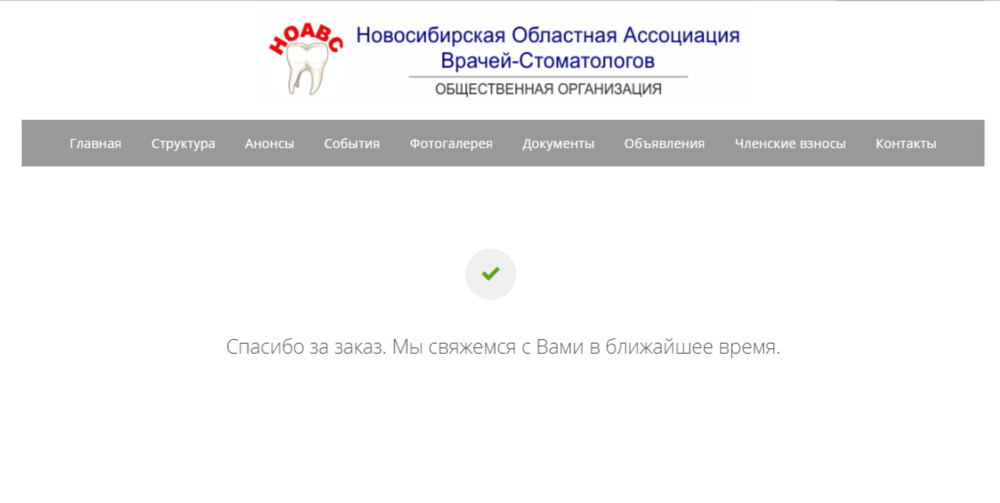 НОАВС
Новосибирская Областная Ассоциация
Врачей-Стоматологов
ОБЩЕСТВЕННАЯ ОРГАНИЗАЦИЯ
Главная Структура Анонсы События Фотогалерея Документы Объявления Членские взносы Контакты
Спасибо за заказ. Мы свяжемся с Вами в ближайшее время.